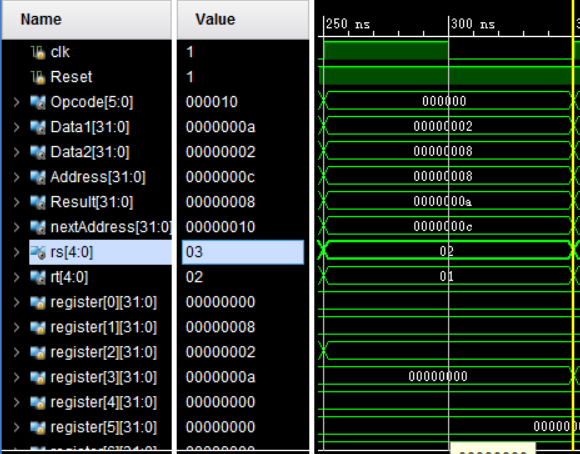 Name Value 250 ns 300 ns
clk 1
Reset 1
Opcode[5:0] 000010 000000
Data1[31:0] 0000000a 00000002
Data2[31:0] 00000002 00000008
Address[31:0] 0000000c 00000008
Result[31:0] 00000008 0000000a
nextAddress[31:0] 00000010 0000000c
rs[4:0] 03 02
rt[4:0] 02 01
register[0][31:0] 00000000
register[1][31:0] 00000008
register[2][31:0] 00000002
register[3][31:0] 0000000a 00000000
register[4][31:0] 00000000
register[5][31:0] 00000000 00000